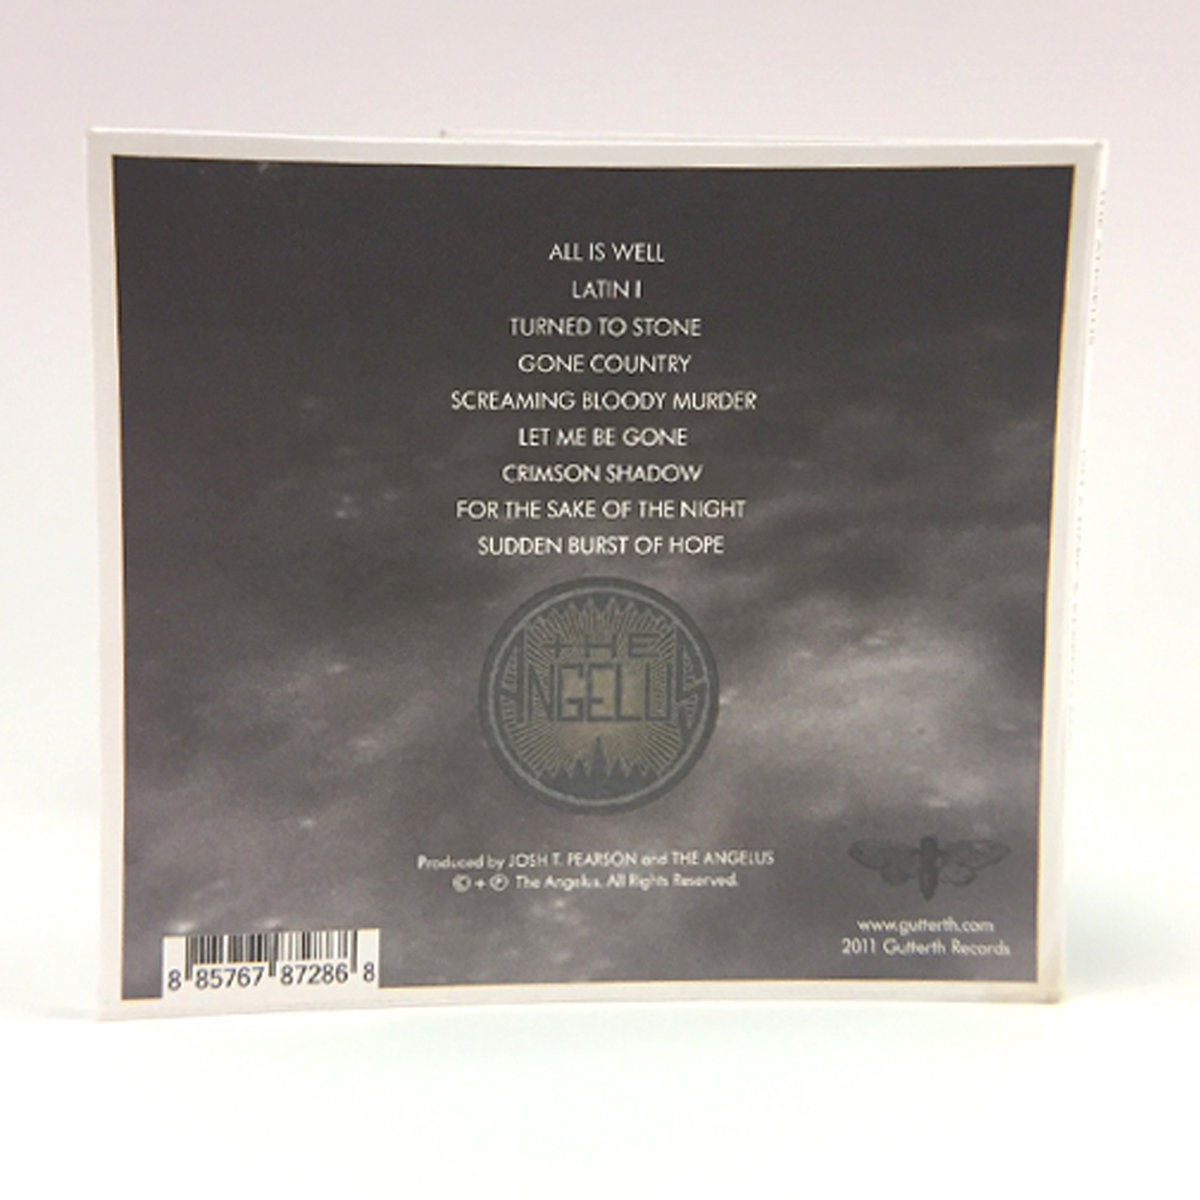 ALL IS WELL
LATIN I
TURNED TO STONE
GONE COUNTRY
SCREAMING BLOODY MURDER
LET ME BE GONE
CRIMSON SHADOW
FOR THE SAKE OF THE NIGHT
SUDDEN BURST OF HOPE
THE
ANGELUS
Produced by JOSH T. PEARSON and THE ANGELUS
© + ℗ The Angelus. All Rights Reserved.
www.gutterth.com
2011 Gutterth Records
8 85767 87286 8